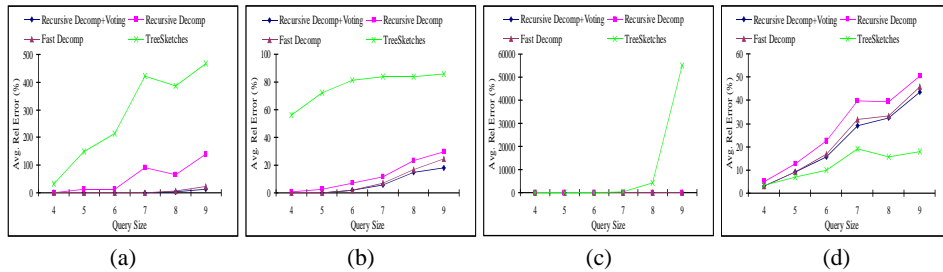 Recursive Decomp+Voting Recursive Decomp
Fast Decomp TreeSketches
Avg. Rel Error (%)
500
400
300
200
100
0
4 5 6 7 8 9
Query Size
(a)
Recursive Decomp+Voting Recursive Decomp
Fast Decomp TreeSketches
Avg. Rel Error (%)
100
80
60
40
20
0
4 5 6 7 8 9
Query Size
(b)
Recursive Decomp+Voting Recursive Decomp
Fast Decomp TreeSketches
Avg. Rel Error (%)
60000
50000
40000
30000
20000
10000
0
4 5 6 7 8 9
Query Size
(c)
Recursive Decomp+Voting Recursive Decomp
Fast Decomp TreeSketches
Avg. Rel Error (%)
60
50
40
30
20
10
0
4 5 6 7 8 9
Query Size
(d)